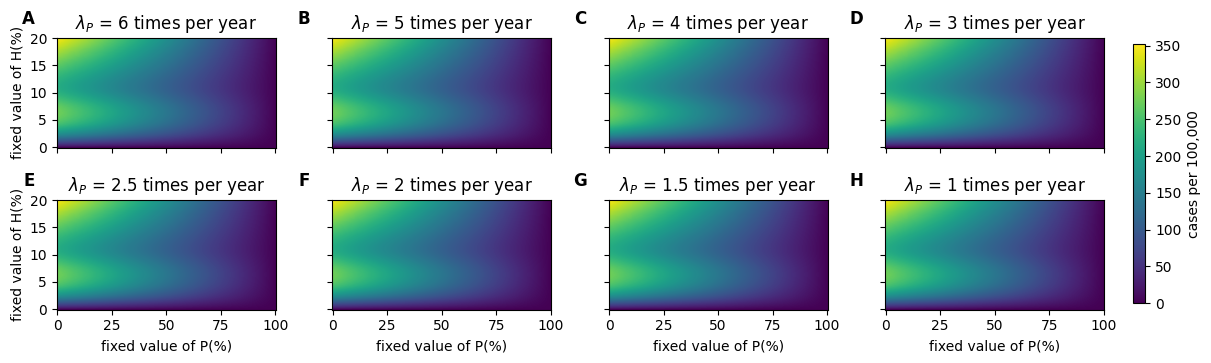 A
λP = 6 times per year
B
λP = 5 times per year
C
λP = 4 times per year
D
λP = 3 times per year
fixed value of H(%)
20
15
10
5
0
350
300
250
200
150
100
50
0
cases per 100,000
E
λP = 2.5 times per year
F
λP = 2 times per year
G
λP = 1.5 times per year
H
λP = 1 times per year
fixed value of H(%)
20
15
10
5
0
0 25 50 75 100
0 25 50 75 100
0 25 50 75 100
0 25 50 75 100
fixed value of P(%)
fixed value of P(%)
fixed value of P(%)
fixed value of P(%)